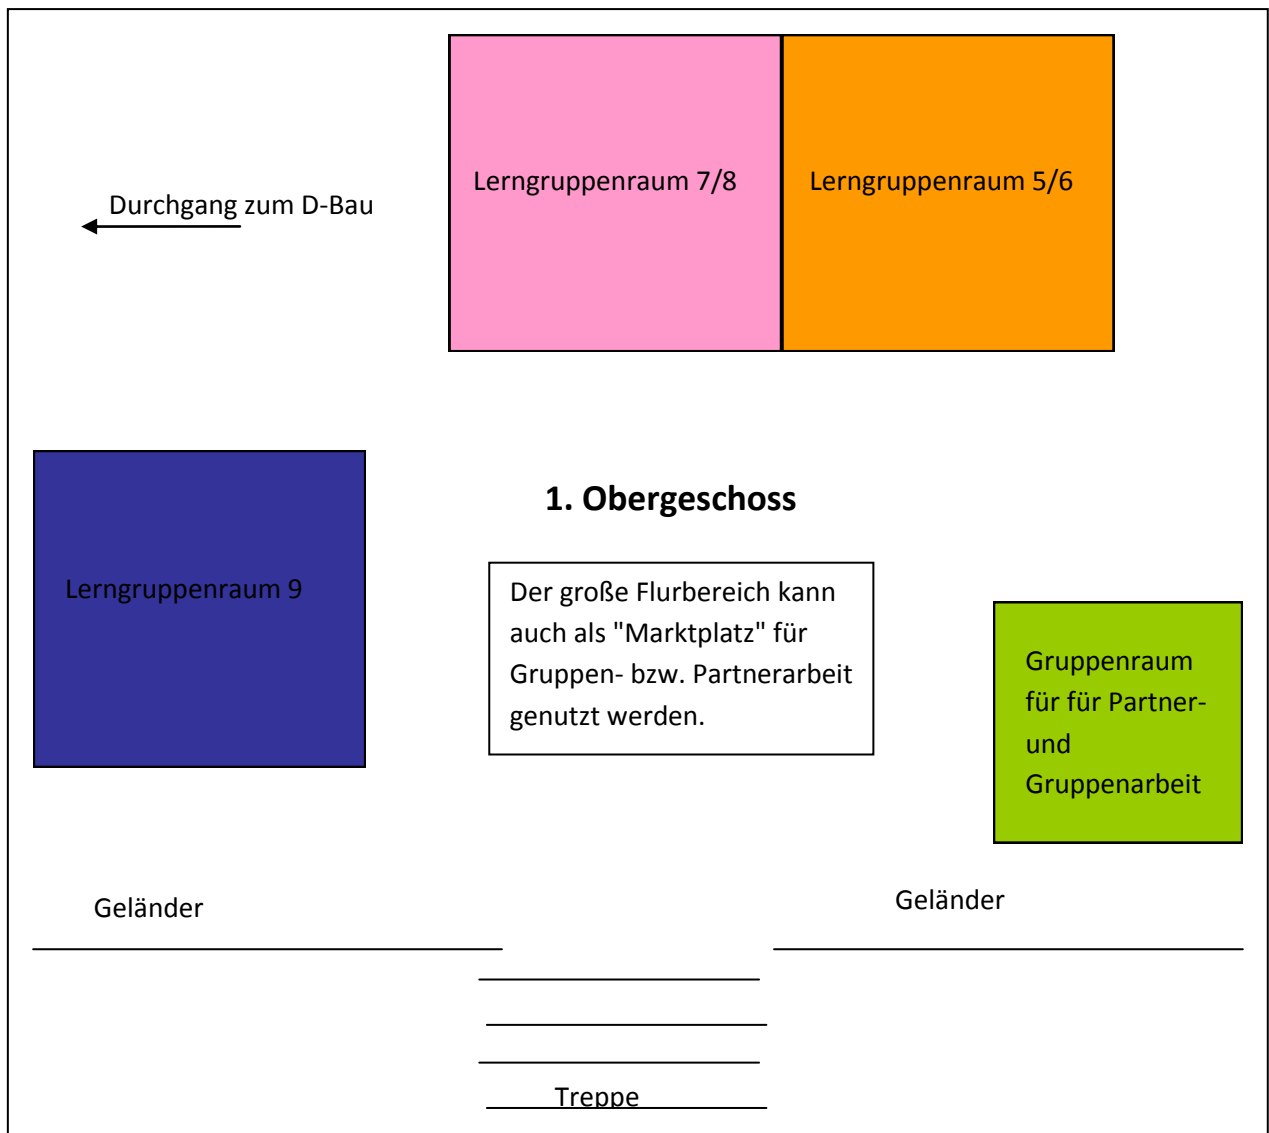 Lerngruppenraum 7/8
Lerngruppenraum 5/6
Durchgang zum D-Bau
1. Obergeschoss
Lerngruppenraum 9
Der große Flurbereich kann
auch als "Marktplatz" für
Gruppen- bzw. Partnerarbeit
genutzt werden.
Gruppenraum
für für Partner-
und
Gruppenarbeit
Geländer
Geländer
Treppe